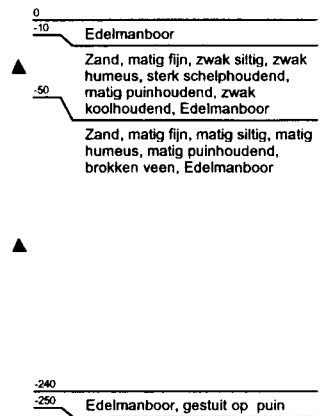 0
-10
Edelmanboor
Zand, matig fijn, zwak siltig, zwak
humeus, sterk schelphoudend,
matig puinhoudend, zwak
koolhoudend, Edelmanboor
-50
Zand, matig fijn, matig siltig, matig
humeus, matig puinhoudend,
brokken veen, Edelmanboor
-240
-250
Edelmanboor, gestuit op puin